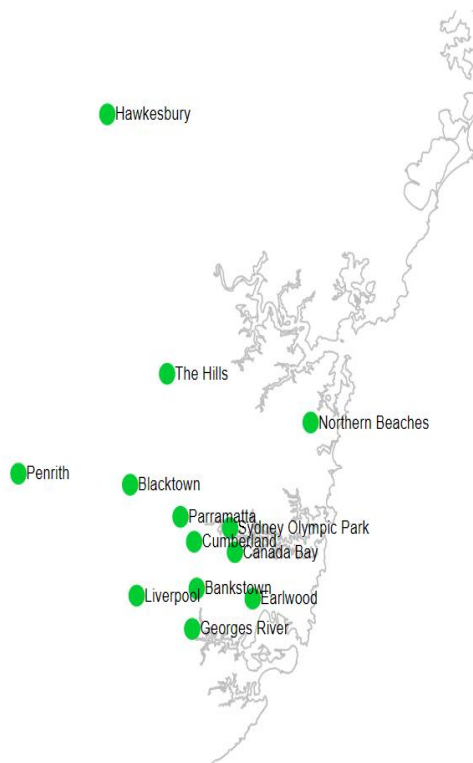 Hawkesbury
The Hills
Northern Beaches
Penrith
Blacktown
Parramatta
Sydney Olympic Park
Cumberland
Canada Bay
Bankstown
Liverpool
Earlwood
Georges River